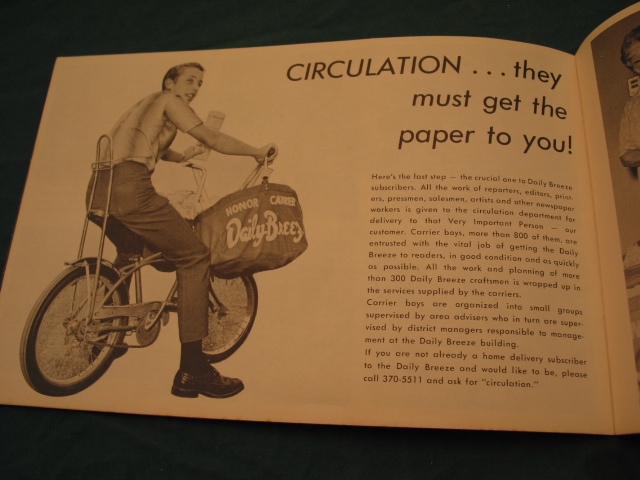 CIRCULATION ... they
must get the
paper to you!
HONOR CARRIER
Daily Breeze
Here's the last step — the crucial one to Daily Breeze
subscribers. All the work of reporters, editors, print-
ers, pressmen, salesmen, artists and other newspaper
workers is given to the circulation department for
delivery to that Very Important Person — our
customer. Carrier boys, more than 800 of them, are
entrusted with the vital job of getting the Daily
Breeze to readers, in good condition and as quickly
as possible. All the work and planning of more
than 300 Daily Breeze craftsmen is wrapped up in
the services supplied by the carriers.
Carrier boys are organized into small groups
supervised by area advisers who in turn are super-
vised by district managers responsible to manage-
ment at the Daily Breeze building.
If you are not already a home delivery subscriber
to the Daily Breeze and would like to be, please
call 370-5511 and ask for "circulation."